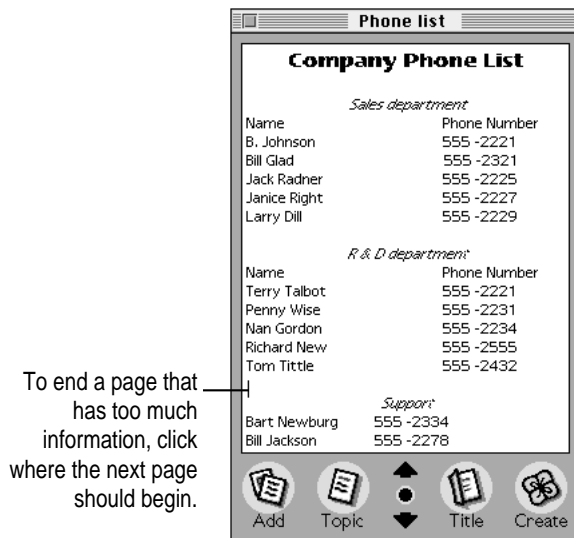 Phone list
Company Phone List
Sales department
Name Phone Number
B. Johnson 555 -2221
Bill Glad 555 -2321
Jack Radner 555 -2225
Janice Right 555 -2227
Larry Dill 555 -2229
R & D department
Name Phone Number
Terry Talbot 555 -2221
Penny Wise 555 -2231
Nan Gordon 555 -2234
Richard New 555 -2555
Tom Tittle 555 -2432
Support
Bart Newburg 555 -2334
Bill Jackson 555 -2278
Add Topic Title Create
To end a page that
has too much
information, click
where the next page
should begin.